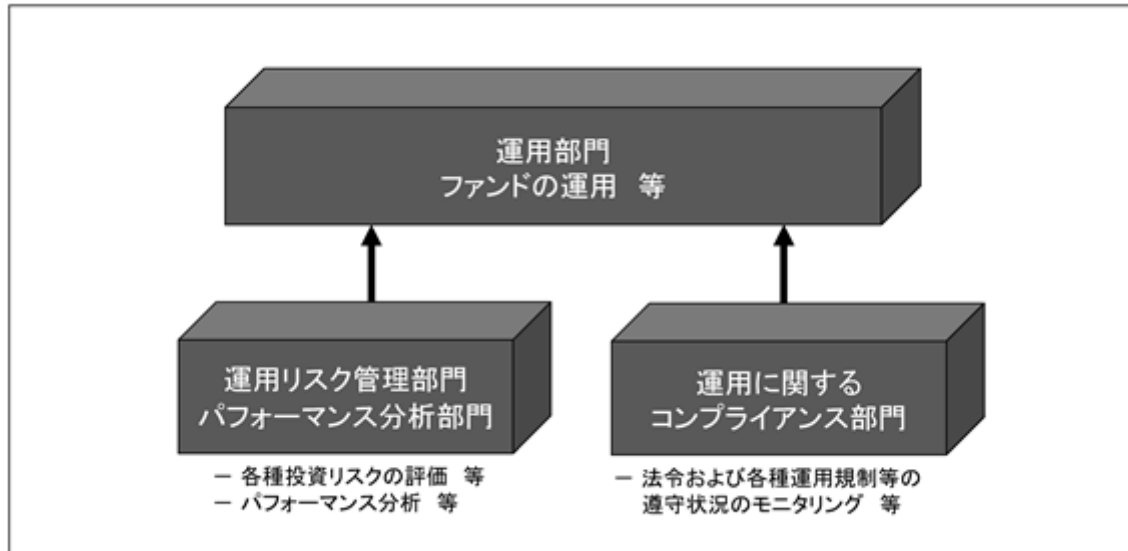 運用部門
ファンドの運用 等
運用リスク管理部門
パフォーマンス分析部門
－ 各種投資リスクの評価 等
－ パフォーマンス分析 等
運用に関する
コンプライアンス部門
－ 法令および各種運用規制等の
遵守状況のモニタリング 等